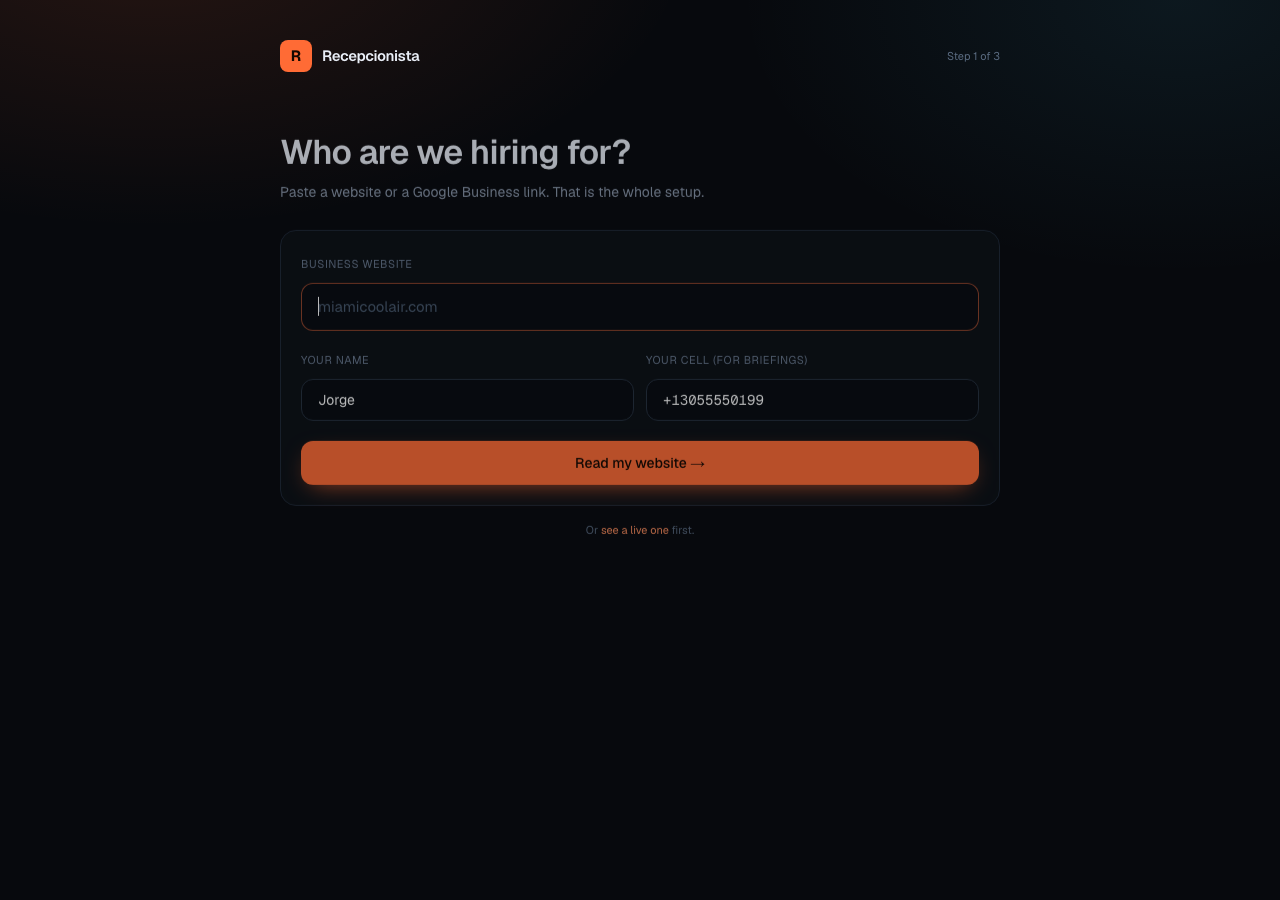 R Recepcionista
Step 1 of 3
Who are we hiring for?
Paste a website or a Google Business link. That is the whole setup.
BUSINESS WEBSITE
miamicoolair.com
YOUR NAME
YOUR CELL (FOR BRIEFINGS)
Jorge
+13055550199
Read my website →
Or see a live one first.